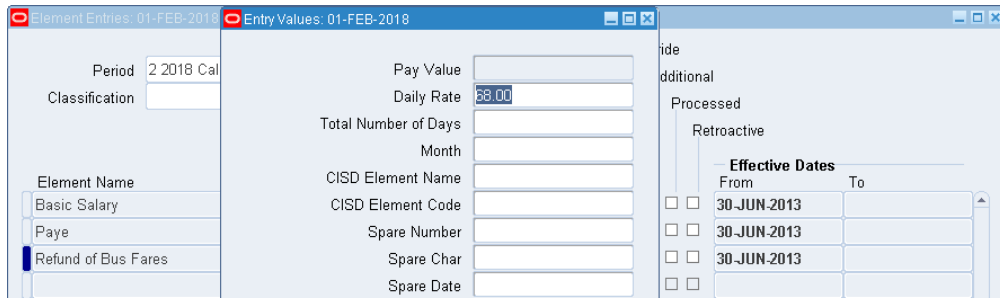 Element Entries: 01-FEB-2018
Entry Values: 01-FEB-2018
Period 2 2018 Cal
Classification
Pay Value
Daily Rate 68.00
Total Number of Days
Month
CISD Element Name
CISD Element Code
Spare Number
Spare Char
Spare Date
ride
dditional
Processed
Retroactive
Effective Dates
Element Name From To
Basic Salary 30-JUN-2013
Paye 30-JUN-2013
Refund of Bus Fares 30-JUN-2013